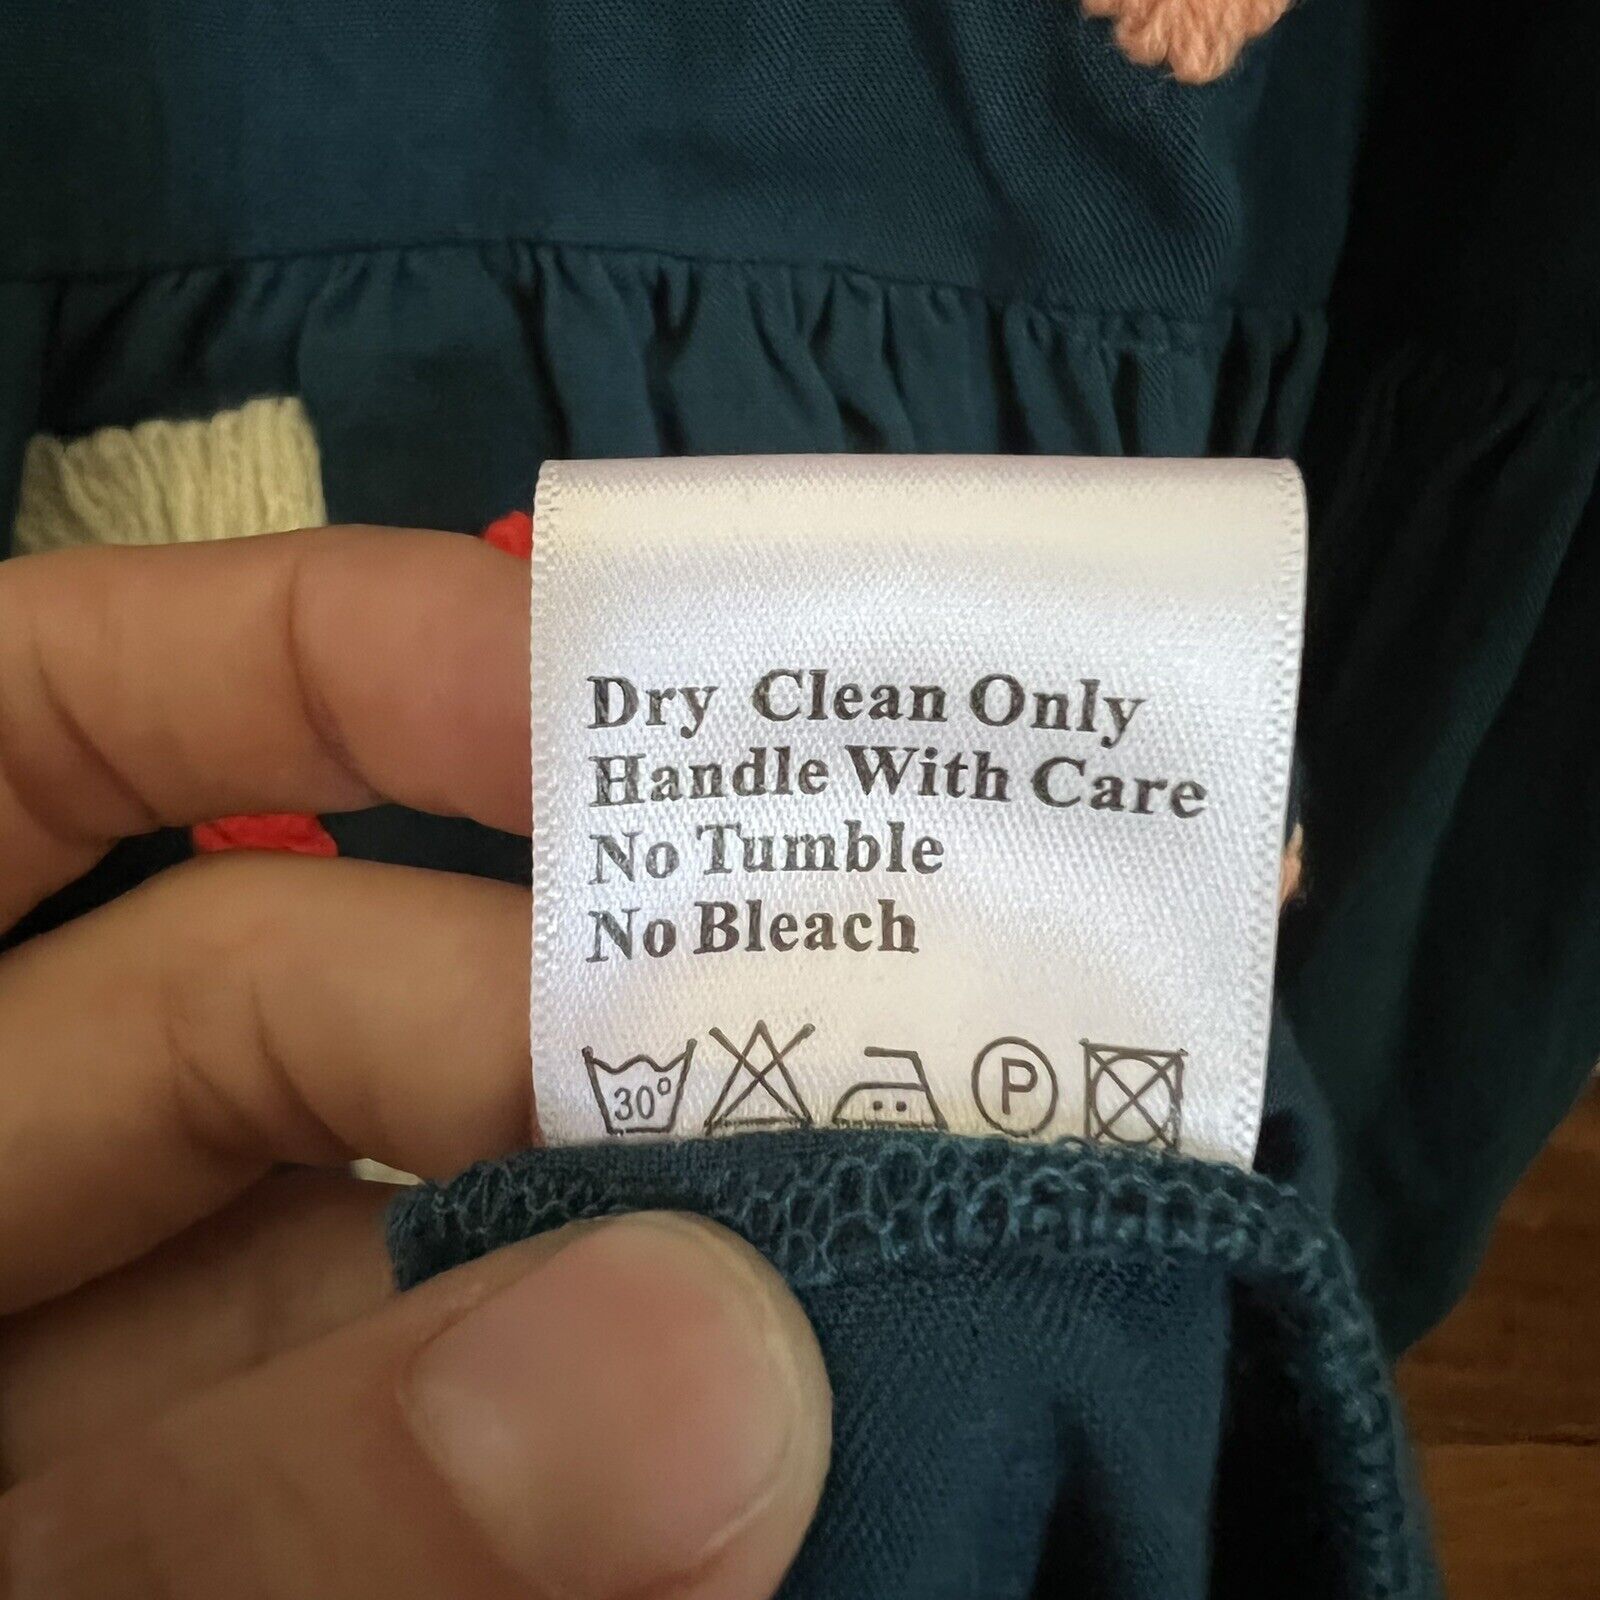 Dry Clean Only
Handle With Care
No Tumble
No Bleach
30° P